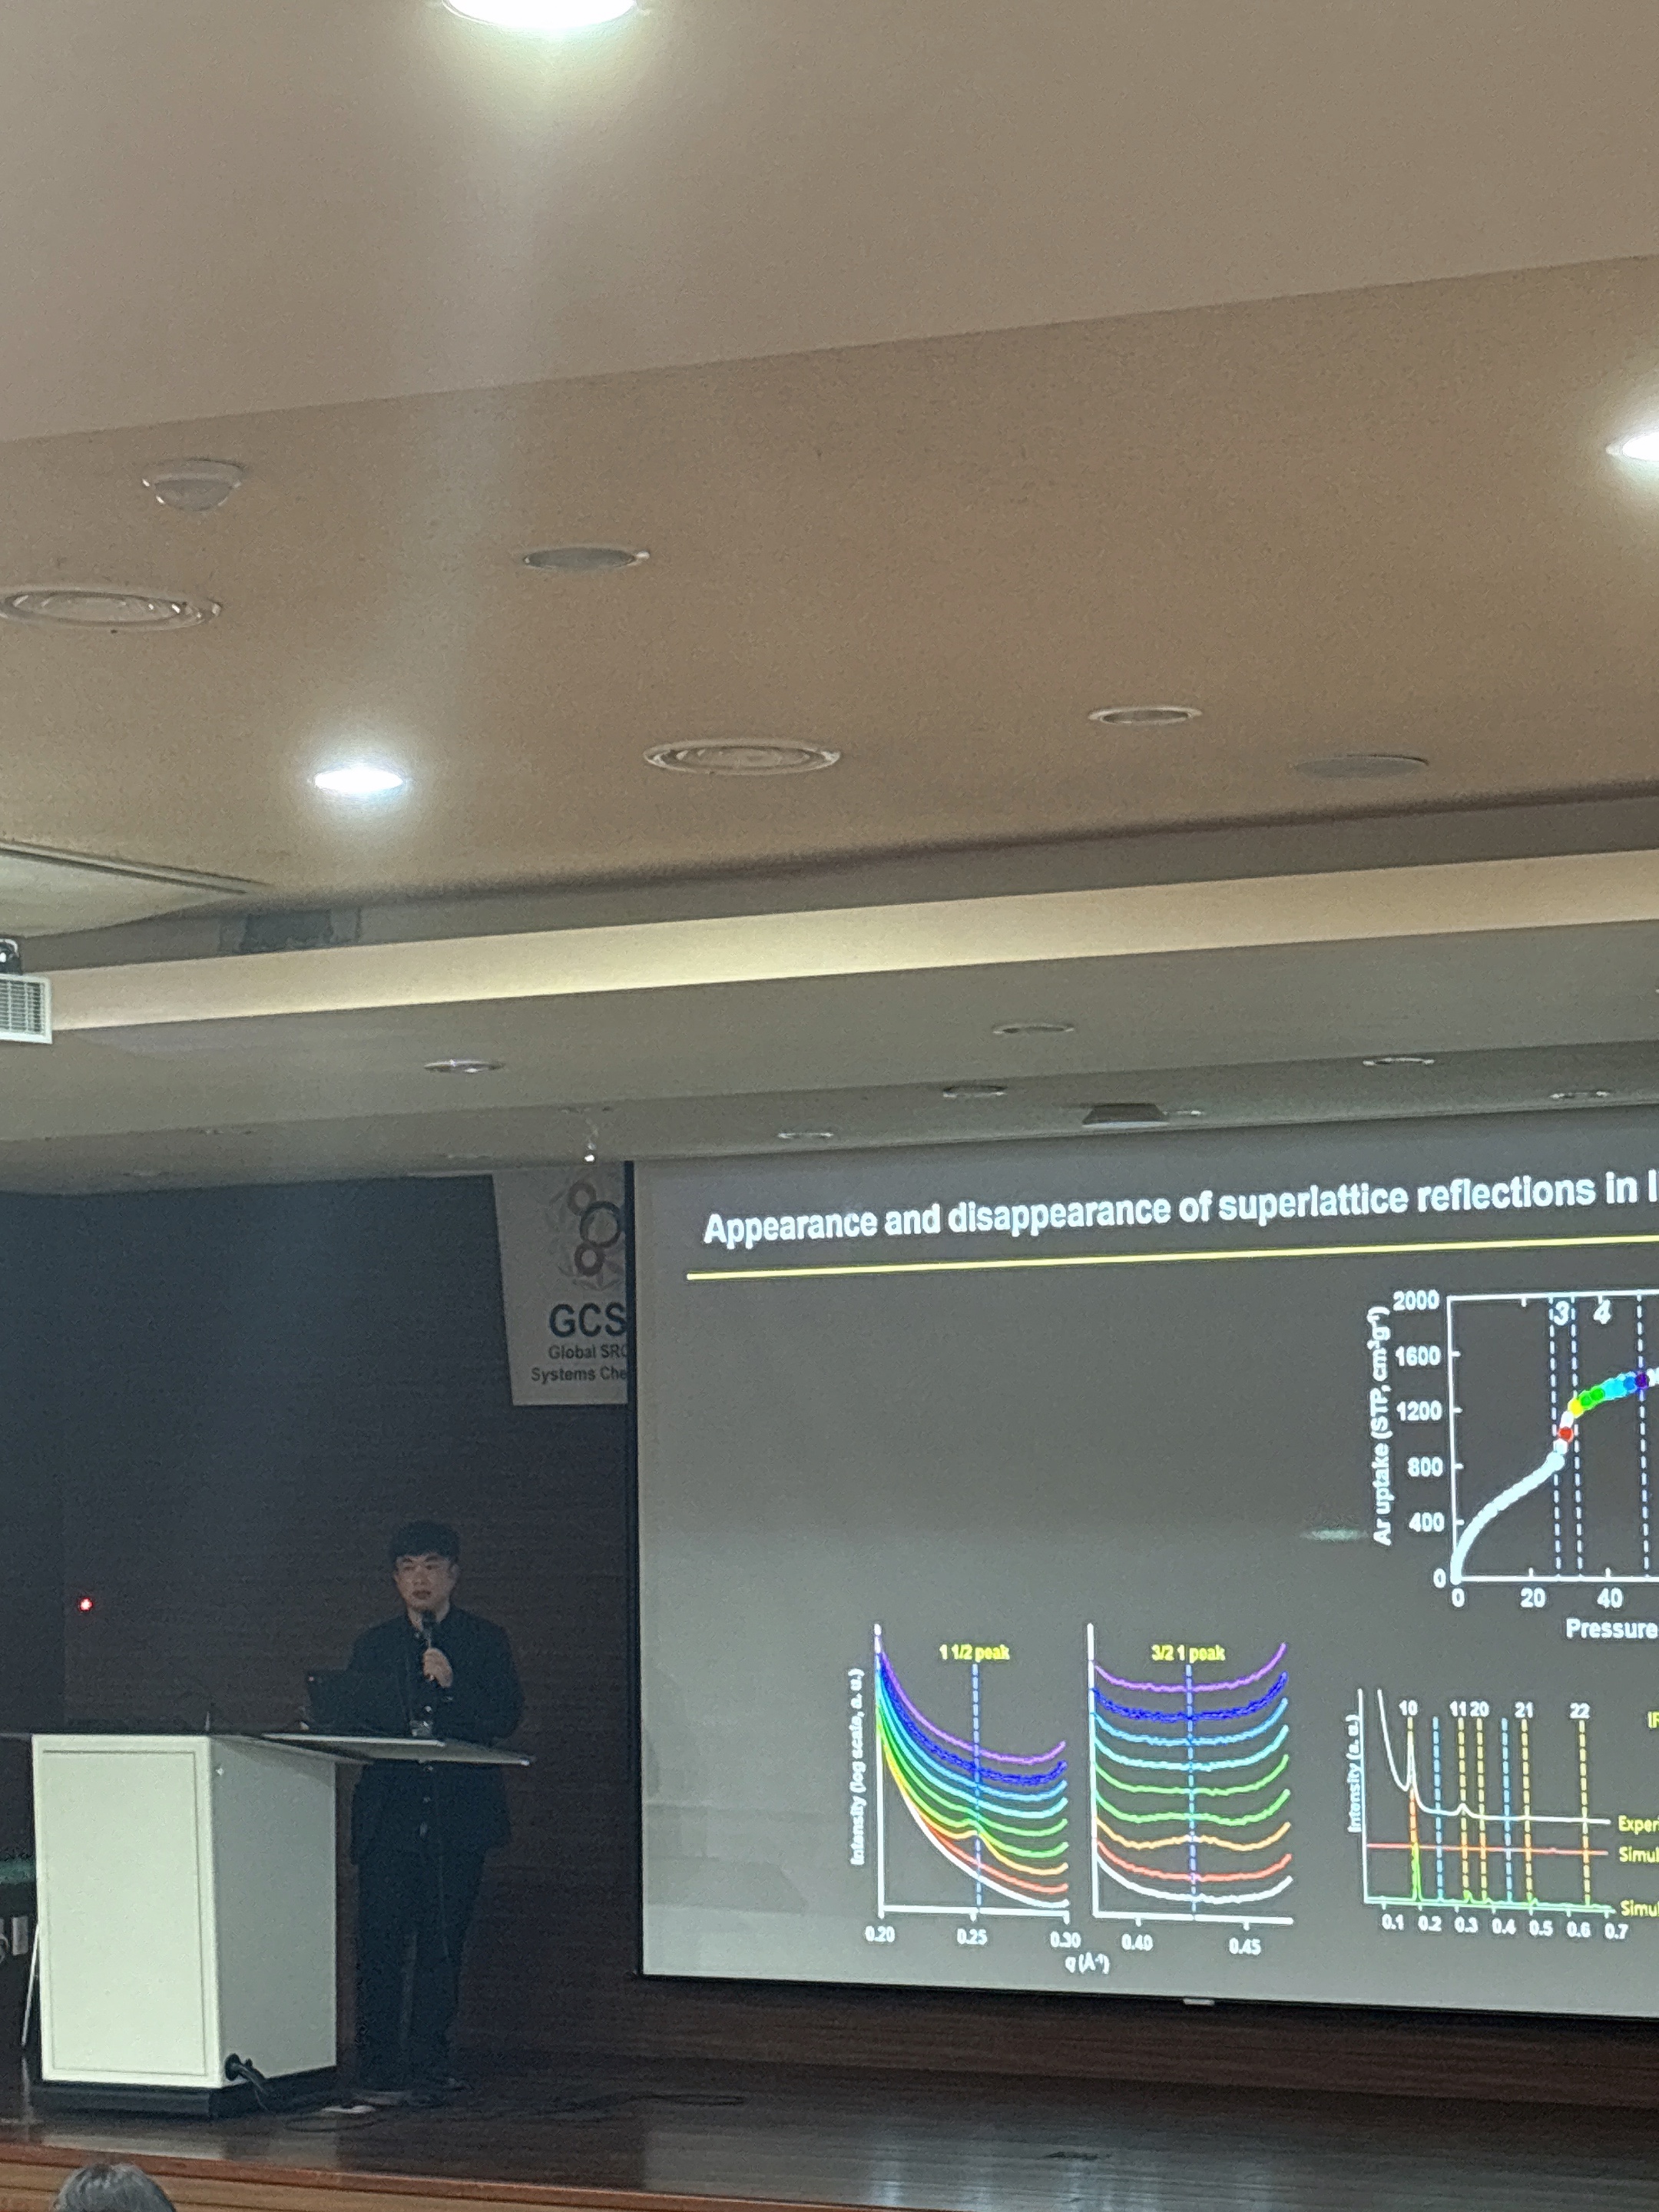 GCS
Global SRC
Systems Che
Appearance and disappearance of superlattice reflections in I
Ar uptake (STP, cm³g⁻¹)
2000
1600
1200
800
400
0
3 4
0 20 40
Pressure
Intensity (log scale, a. u.)
1 1/2 peak
3/2 1 peak
0.20 0.25 0.30 0.40 0.45
q (Å⁻¹)
Intensity (a. u.)
10 11 20 21 22
Exper
Simul
Simul
0.1 0.2 0.3 0.4 0.5 0.6 0.7